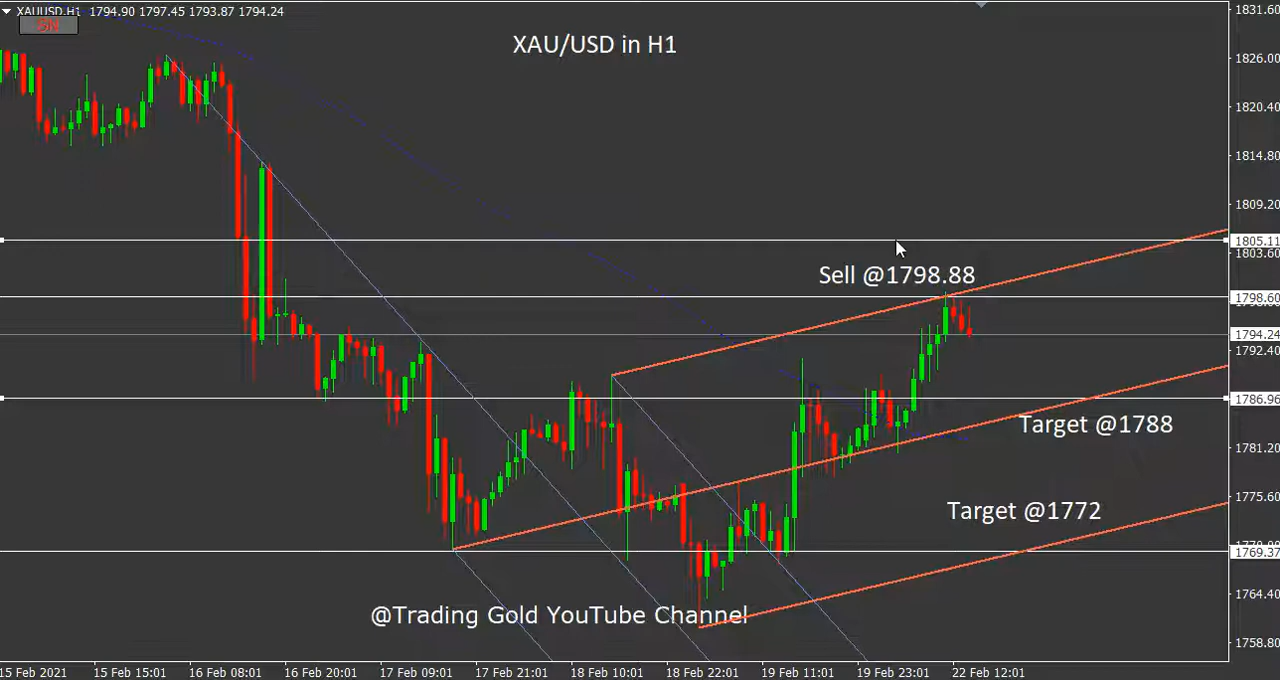 XAUUSD.H1 1794.90 1797.45 1793.87 1794.24
SN
XAU/USD in H1
1831.60
1826.00
1820.40
1814.80
1809.20
1805.11
1803.60
Sell @1798.88
1798.60
1794.24
1792.40
1786.96
Target @1788
1781.20
1775.60
Target @1772
1769.37
1764.40
@Trading Gold YouTube Channel
1758.80
15 Feb 2021 15 Feb 15:01 16 Feb 08:01 16 Feb 20:01 17 Feb 09:01 17 Feb 21:01 18 Feb 10:01 18 Feb 22:01 19 Feb 11:01 19 Feb 23:01 22 Feb 12:01